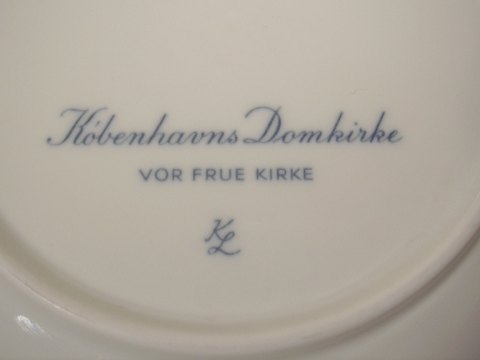 Københavns Domkirke
VOR FRUE KIRKE
KL